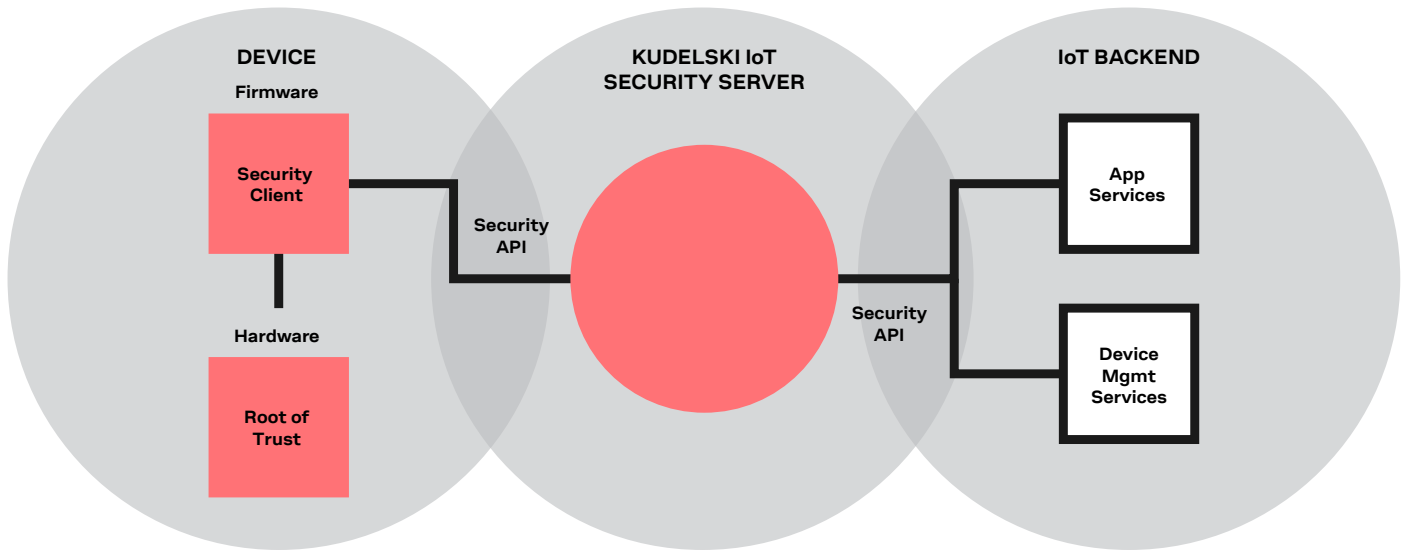 DEVICE
Firmware
Security
Client
Hardware
Root of
Trust
Security
API
KUDELSKI IoT
SECURITY SERVER
Security
API
IoT BACKEND
App
Services
Device
Mgmt
Services